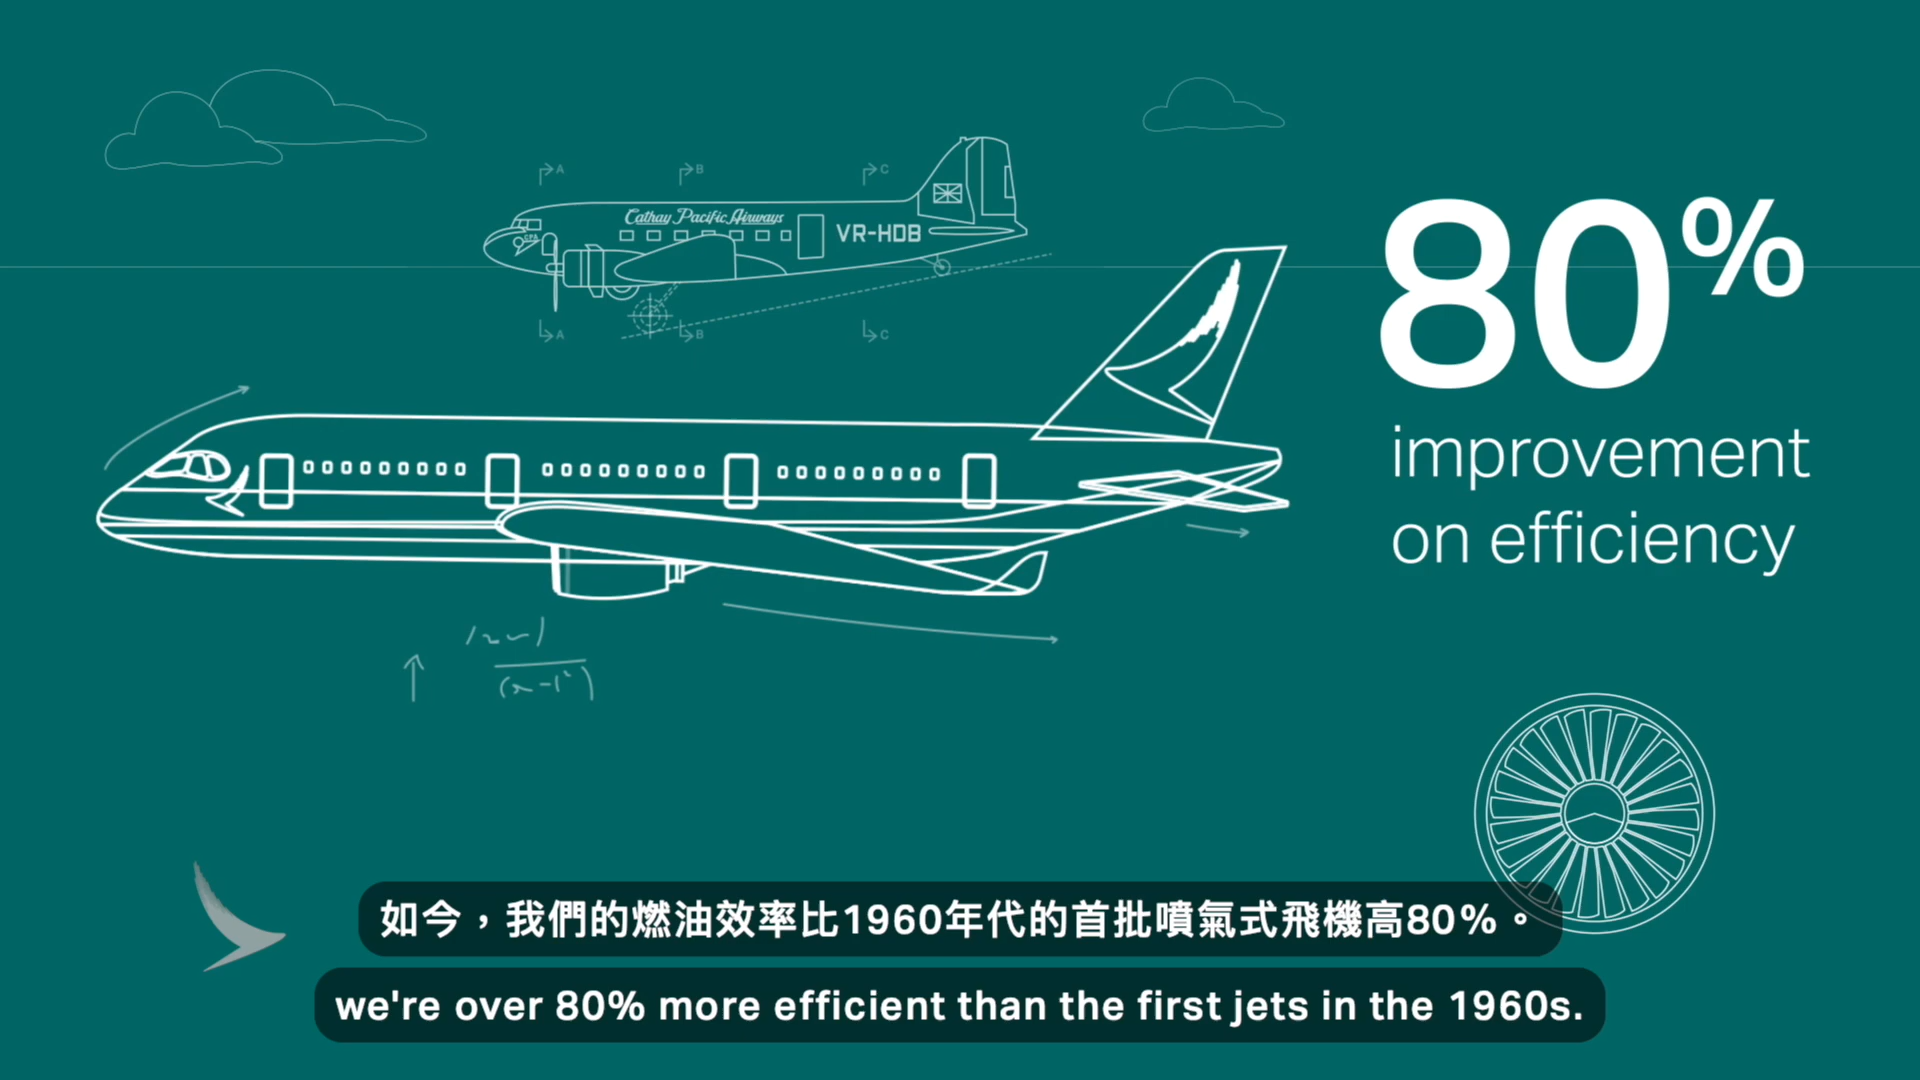 A B C
Cathay Pacific Airways
VR-HDB
CPA
A B C
80%
improvement
on efficiency
如今，我們的燃油效率比1960年代的首批噴氣式飛機高80%。
we're over 80% more efficient than the first jets in the 1960s.